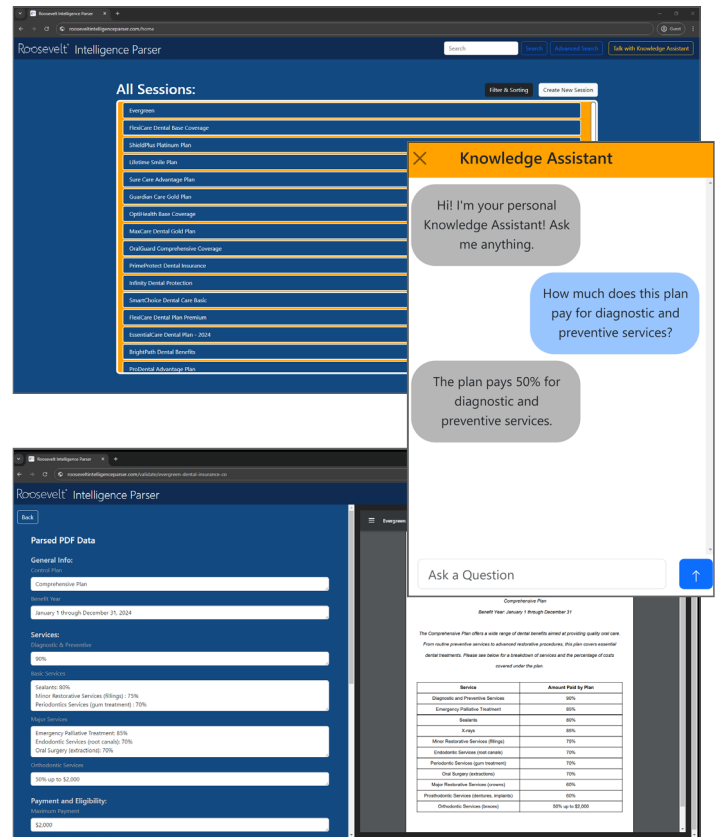 Roosevelt Intelligence Parser
rooseveltintelligenceparser.com/home
Guest
Roosevelt Intelligence Parser
Search
Search
Advanced Search
Talk with Knowledge Assistant
All Sessions:
Filter & Sorting
Create New Session
Evergreen
FlexiCare Dental Base Coverage
ShieldPlus Platinum Plan
Lifetime Smile Plan
Sure Care Advantage Plan
Guardian Care Gold Plan
OptiHealth Base Coverage
MaxCare Dental Gold Plan
OralGuard Comprehensive Coverage
PrimeProtect Dental Insurance
Infinity Dental Protection
SmartChoice Dental Care Basic
FlexiCare Dental Plan Premium
EssentialCare Dental Plan - 2024
BrightPath Dental Benefits
ProDental Advantage Plan
Knowledge Assistant
Hi! I'm your personal
Knowledge Assistant! Ask
me anything.
How much does this plan
pay for diagnostic and
preventive services?
The plan pays 50% for
diagnostic and
preventive services.
Ask a Question
Roosevelt Intelligence Parser
roosevelintelligenceparser.com/validate/evergreen-dental-insurance-co
Roosevelt Intelligence Parser
Back
Parsed PDF Data
General Info:
Control Plan
Comprehensive Plan
Benefit Year
January 1 through December 31, 2024
Services:
Diagnostic & Preventive
90%
Basic Services
Sealants: 80%
Minor Restorative Services (fillings) : 75%
Periodontics Services (gum treatment) : 70%
Major Services
Emergency Palliative Treatment: 85%
Endodontic Services (root canals): 70%
Oral Surgery (extractions): 70%
Orthodontic Services
50% up to $2,000
Payment and Eligibility:
Maximum Payment
$2,000
Evergreen
Comprehensive Plan
Benefit Year: January 1 through December 31
The Comprehensive Plan offers a wide range of dental benefits aimed at providing quality oral care.
From routine preventive services to advanced restorative procedures, this plan covers essential
dental treatments. Please see below for a breakdown of services and the percentage of costs
covered under the plan.
Service Amount Paid by Plan
Diagnostic and Preventive Services 90%
Emergency Palliative Treatment 85%
Sealants 80%
X-rays 85%
Minor Restorative Services (fillings) 75%
Endodontic Services (root canals) 70%
Periodontic Services (gum treatment) 70%
Oral Surgery (extractions) 70%
Major Restorative Services (crowns) 60%
Prosthodontic Services (dentures, implants) 60%
Orthodontic Services (braces) 50% up to $2,000